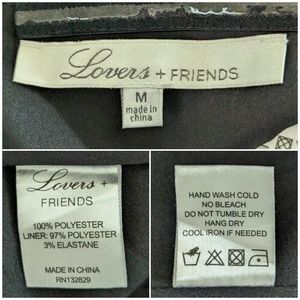 Lovers + FRIENDS
M
made in
china
Lovers +
FRIENDS
100% POLYESTER
LINER: 97% POLYESTER
3% ELASTANE
MADE IN CHINA
RN132829
HAND WASH COLD
NO BLEACH
DO NOT TUMBLE DRY
HANG DRY
COOL IRON IF NEEDED